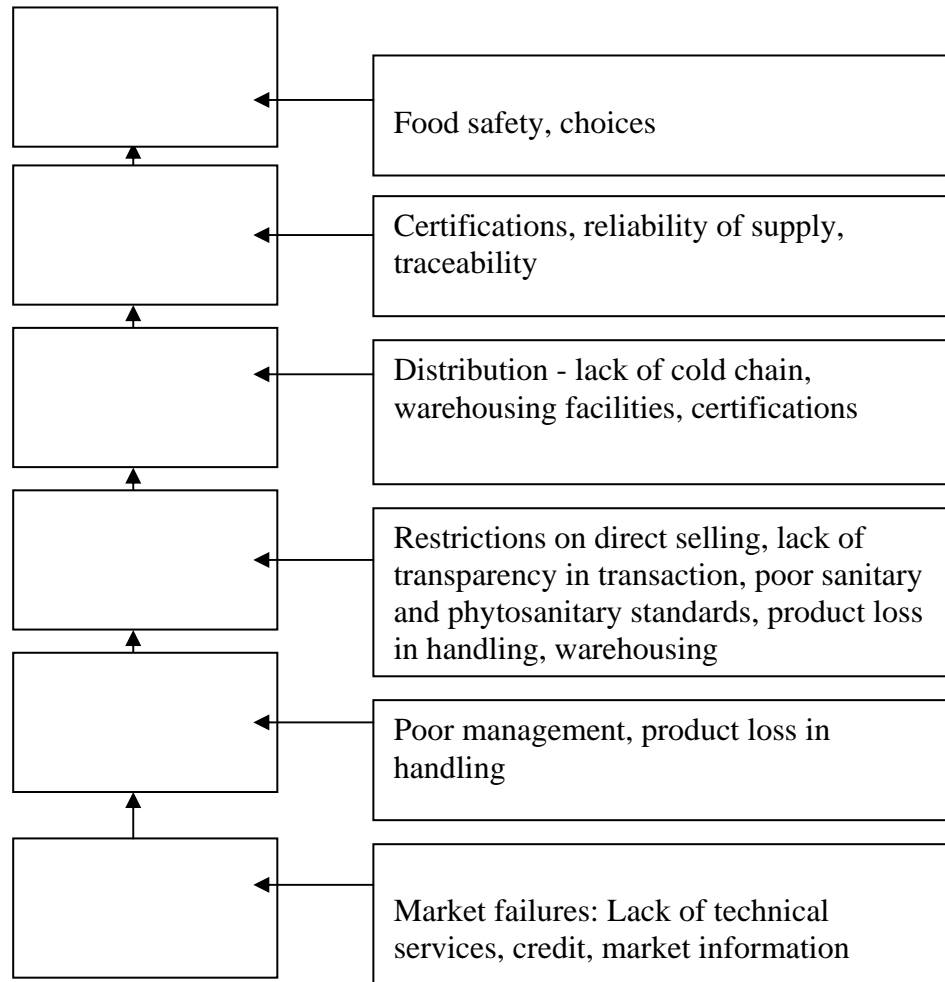 Food safety, choices
Certifications, reliability of supply,
traceability
Distribution - lack of cold chain,
warehousing facilities, certifications
Restrictions on direct selling, lack of
transparency in transaction, poor sanitary
and phytosanitary standards, product loss
in handling, warehousing
Poor management, product loss in
handling
Market failures: Lack of technical
services, credit, market information